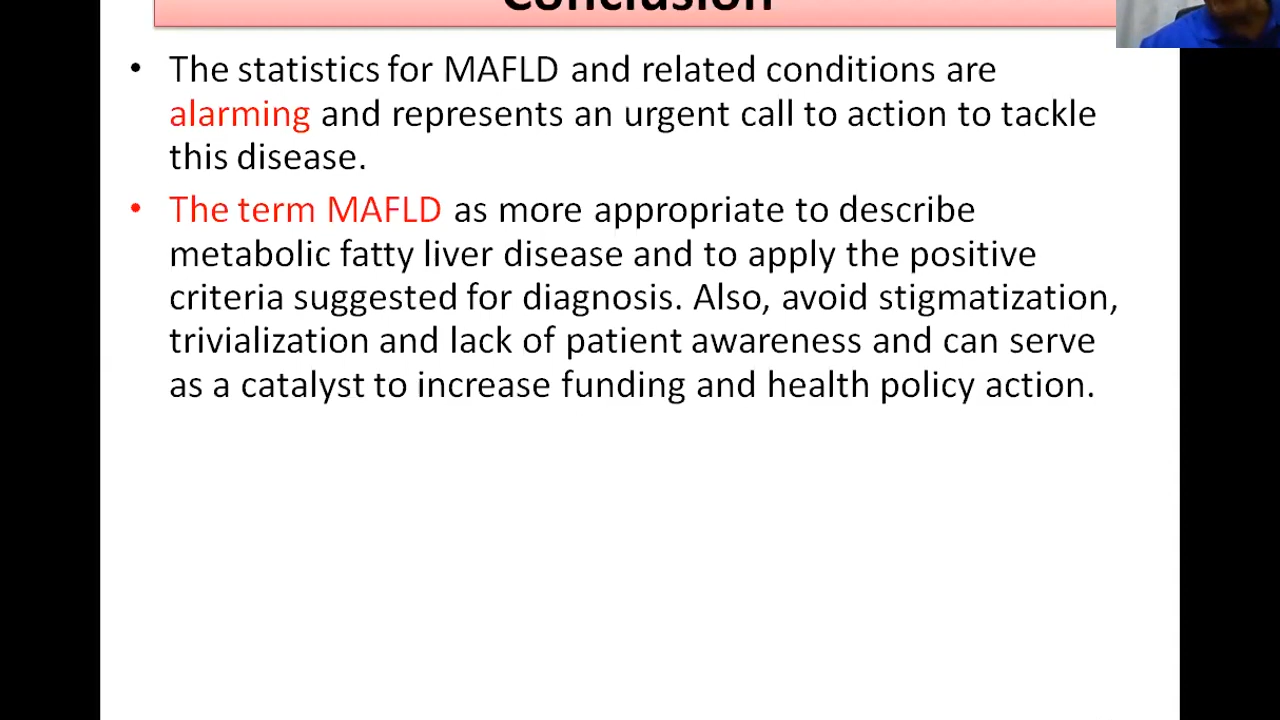 Conclusion
• The statistics for MAFLD and related conditions are
alarming and represents an urgent call to action to tackle
this disease.
• The term MAFLD as more appropriate to describe
metabolic fatty liver disease and to apply the positive
criteria suggested for diagnosis. Also, avoid stigmatization,
trivialization and lack of patient awareness and can serve
as a catalyst to increase funding and health policy action.